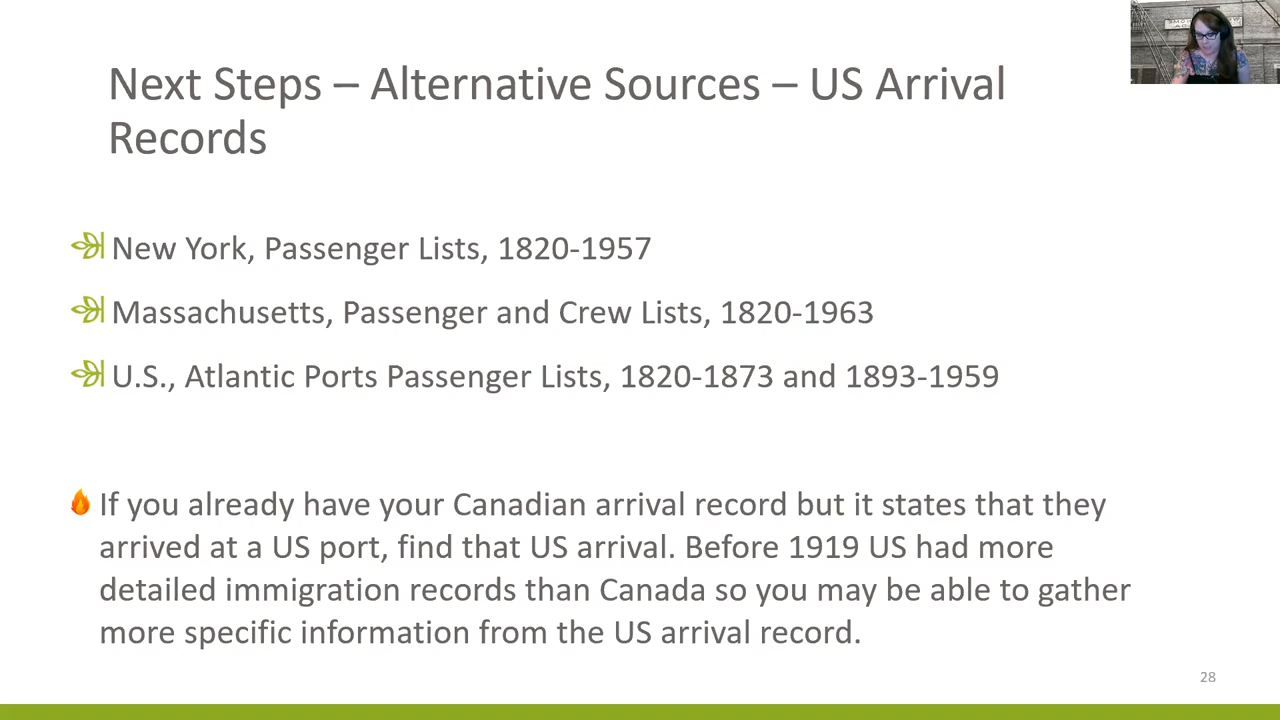 Next Steps – Alternative Sources – US Arrival
Records
New York, Passenger Lists, 1820-1957
Massachusetts, Passenger and Crew Lists, 1820-1963
U.S., Atlantic Ports Passenger Lists, 1820-1873 and 1893-1959
If you already have your Canadian arrival record but it states that they
arrived at a US port, find that US arrival. Before 1919 US had more
detailed immigration records than Canada so you may be able to gather
more specific information from the US arrival record.
28